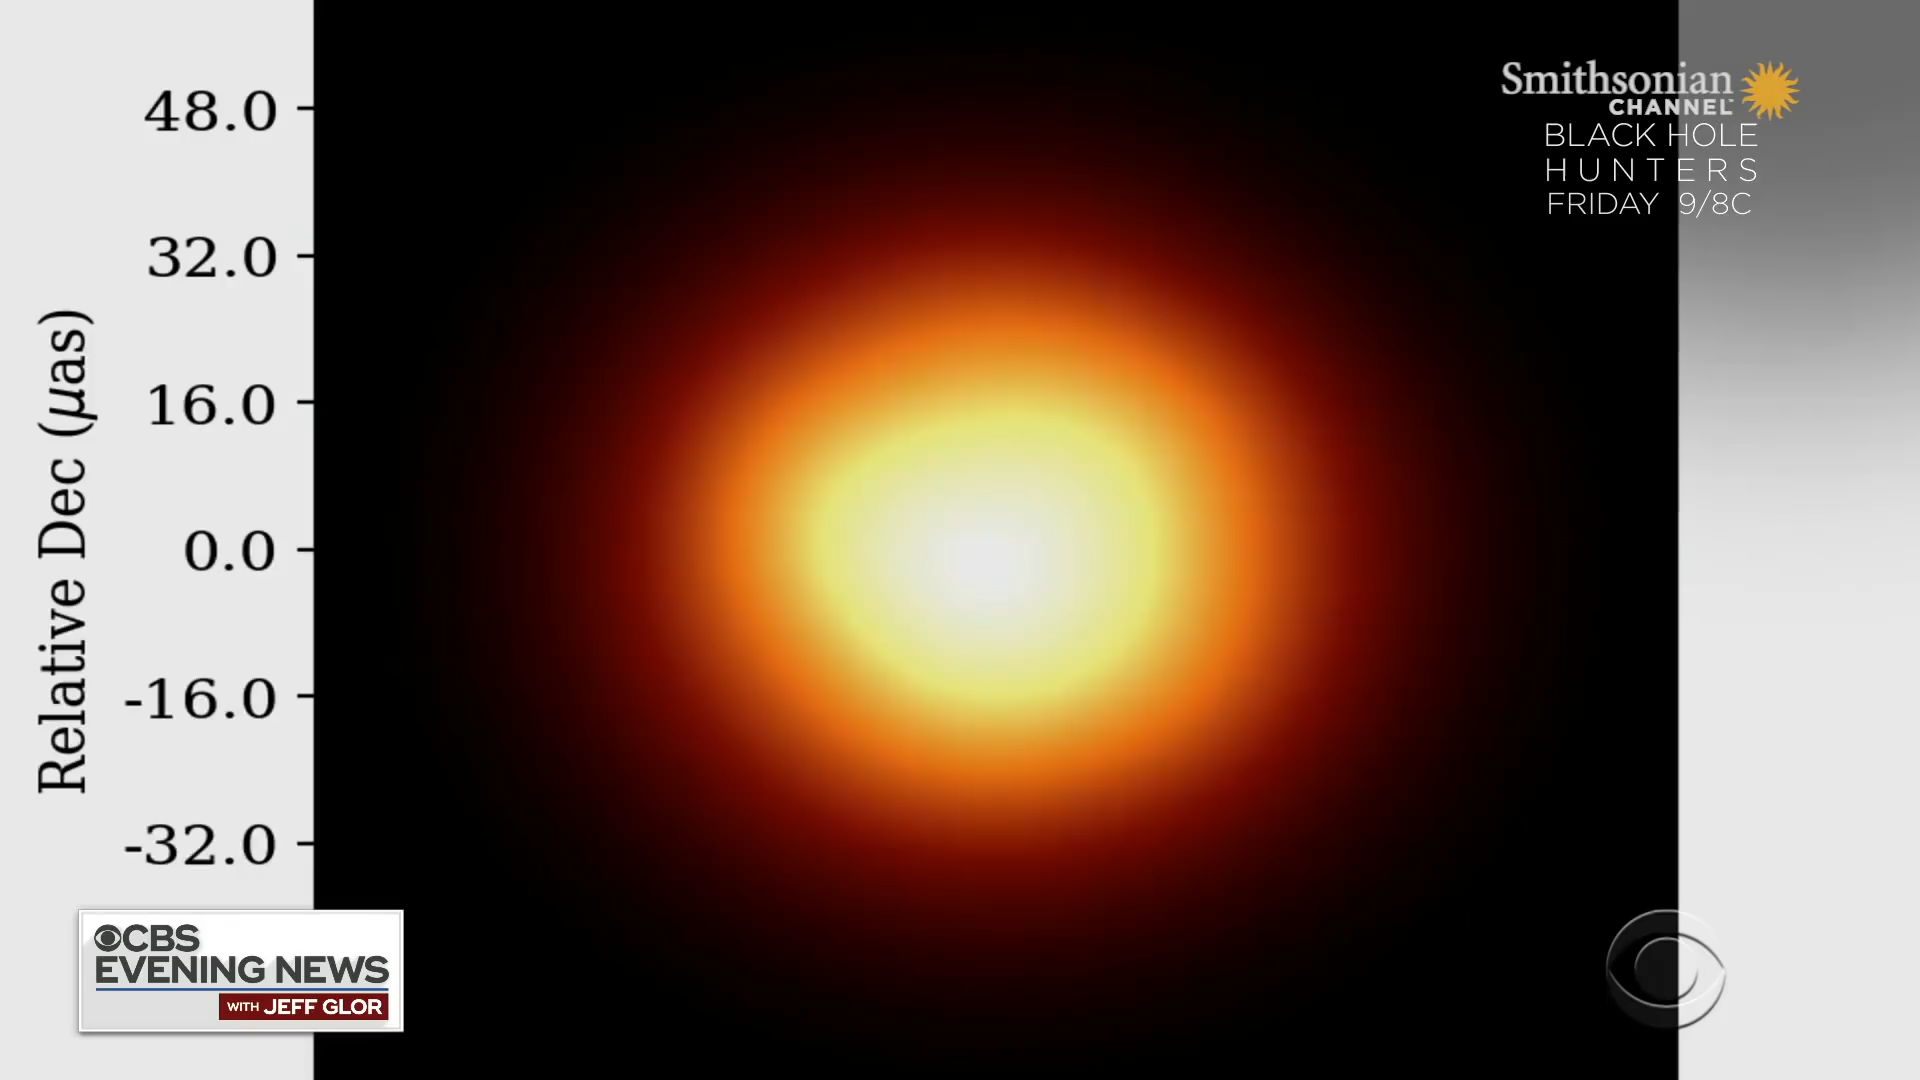 Smithsonian
CHANNEL
BLACK HOLE
HUNTERS
FRIDAY 9/8C
48.0
32.0
16.0
0.0
-16.0
-32.0
Relative Dec (μas)
CBS
EVENING NEWS
WITH JEFF GLOR